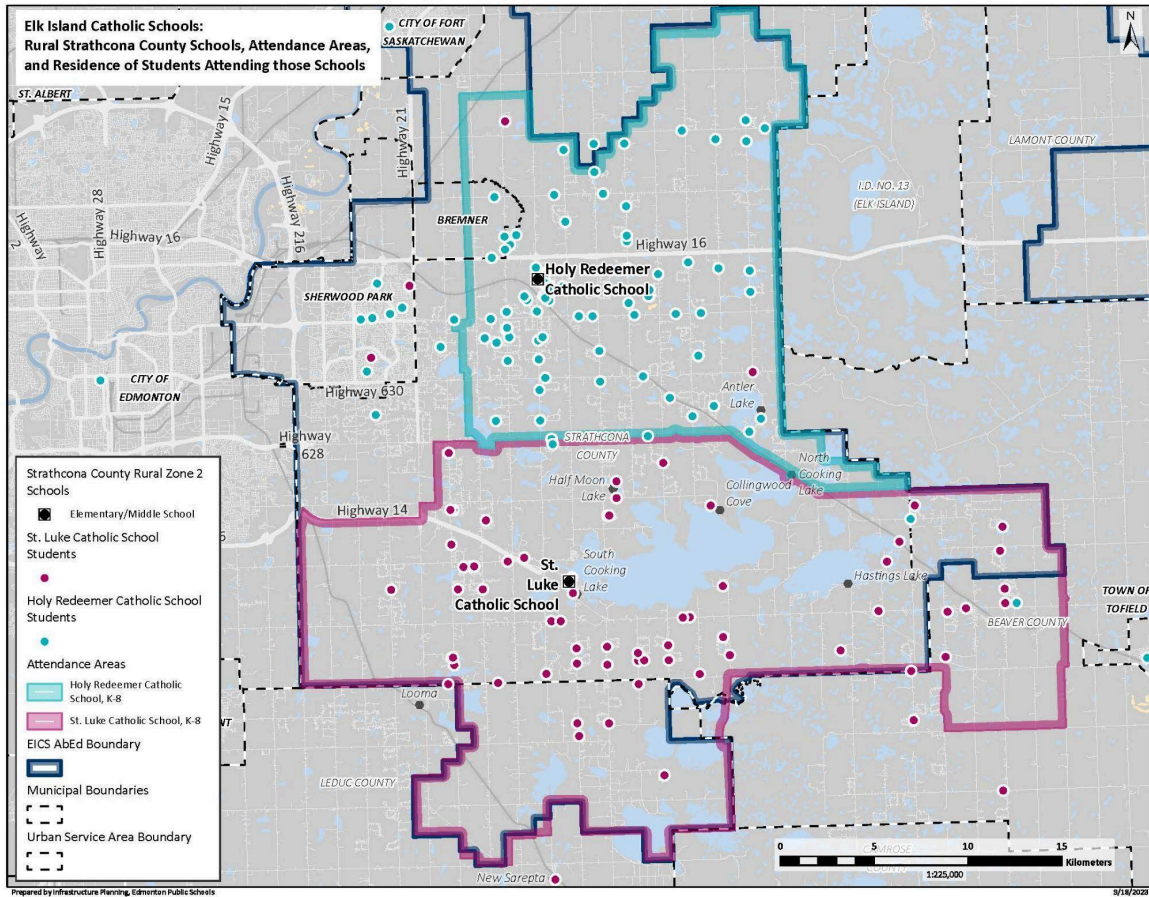 Elk Island Catholic Schools:
Rural Strathcona County Schools, Attendance Areas,
and Residence of Students Attending those Schools
CITY OF FORT
SASKATCHEWAN
N
ST. ALBERT
Highway 15
Highway 21
LAMONT COUNTY
Highway 28
Highway 216
I.D. NO. 13
(ELK ISLAND)
Highway
2
Highway 16
BREMNER
Highway 16
Holy Redeemer
Catholic School
SHERWOOD PARK
CITY OF
EDMONTON
Highway 630
Antler
Lake
Highway
628
STRATHCONA
COUNTY
North
Cooking
Lake
Half Moon
Lake
Collingwood
Cove
Highway 14
St.
Luke
Catholic School
South
Cooking
Lake
Hastings Lake
TOWN OF
TOFIELD
BEAVER COUNTY
Looma
LEDUC COUNTY
New Sarepta
CAMROSE
COUNTY
Strathcona County Rural Zone 2
Schools
Elementary/Middle School
St. Luke Catholic School
Students
Holy Redeemer Catholic School
Students
Attendance Areas
Holy Redeemer Catholic
School, K-8
St. Luke Catholic School, K-8
EICS AbEd Boundary
Municipal Boundaries
Urban Service Area Boundary
0 5 10 15
Kilometers
1:225,000
Prepared by Infrastructure Planning, Edmonton Public Schools
9/18/2023